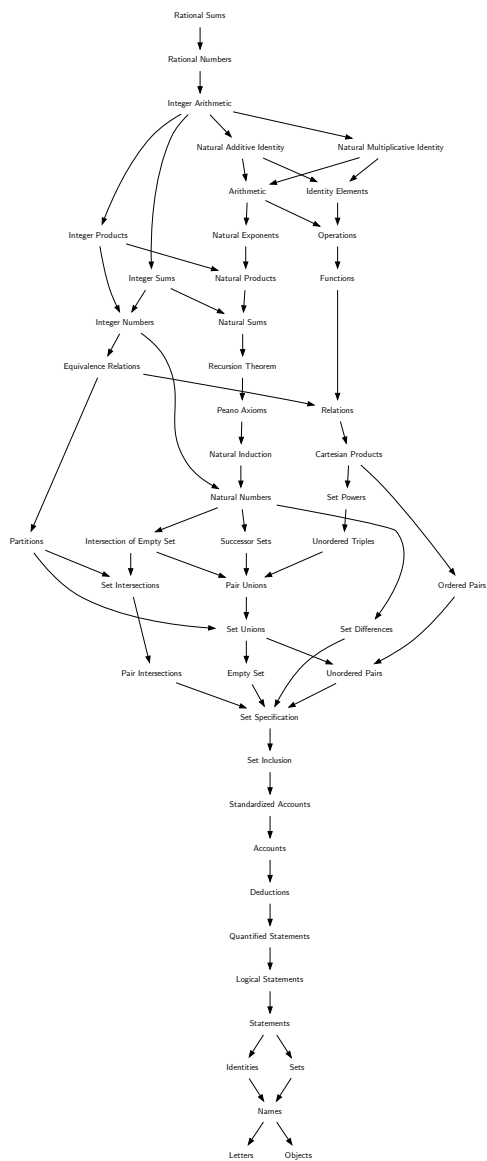 Rational Sums
Rational Numbers
Integer Arithmetic
Natural Additive Identity
Natural Multiplicative Identity
Arithmetic
Identity Elements
Integer Products
Natural Exponents
Operations
Integer Sums
Natural Products
Functions
Integer Numbers
Natural Sums
Equivalence Relations
Recursion Theorem
Peano Axioms
Relations
Natural Induction
Cartesian Products
Natural Numbers
Set Powers
Partitions
Intersection of Empty Set
Successor Sets
Unordered Triples
Set Intersections
Pair Unions
Ordered Pairs
Set Unions
Set Differences
Pair Intersections
Empty Set
Unordered Pairs
Set Specification
Set Inclusion
Standardized Accounts
Accounts
Deductions
Quantified Statements
Logical Statements
Statements
Identities
Sets
Names
Letters
Objects